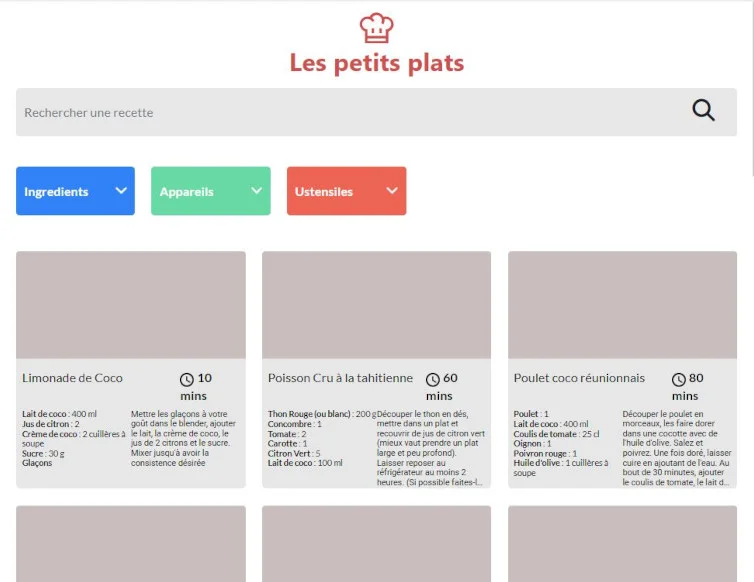 Les petits plats
Rechercher une recette
Ingredients
Appareils
Ustensiles
Limonade de Coco
10
mins
Lait de coco : 400 ml
Jus de citron : 2
Crème de coco : 2 cuillères à
soupe
Sucre : 30 g
Glaçons
Mettre les glaçons à votre
goût dans le blender, ajouter
le lait, la crème de coco, le
jus de 2 citrons et le sucre.
Mixer jusqu'à avoir la
consistence désirée
Poisson Cru à la tahitienne
60
mins
Thon Rouge (ou blanc) : 200 g
Concombre : 1
Tomate : 2
Carotte : 1
Citron Vert : 5
Lait de coco : 100 ml
Découper le thon en dés,
mettre dans un plat et
recouvrir de jus de citron vert
(mieux vaut prendre un plat
large et peu profond).
Laisser reposer au
réfrigérateur au moins 2
heures. (Si possible faites-l...
Poulet coco réunionnais
80
mins
Poulet : 1
Lait de coco : 400 ml
Coulis de tomate : 25 cl
Oignon : 1
Poivron rouge : 1
Huile d'olive : 1 cuillères à
soupe
Découper le poulet en
morceaux, les faire dorer
dans une cocotte avec de
l'huile d'olive. Salez et
poivrez. Une fois doré, laisser
cuire en ajoutant de l'eau. Au
bout de 30 minutes, ajouter
le coulis de tomate, le lait d...